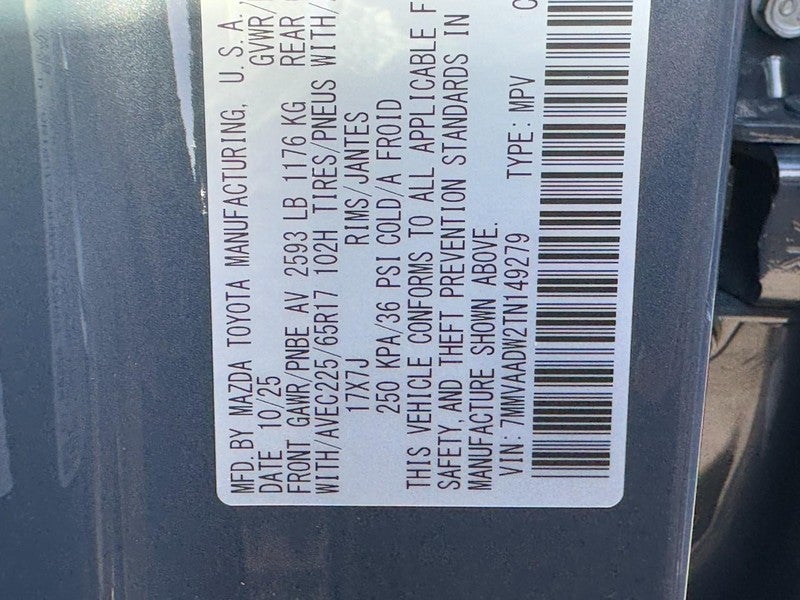 MFD. BY MAZDA TOYOTA MANUFACTURING, U.S.A.
DATE 10/25 GVWR/
FRONT GAWR/PNBE AV 2593 LB 1176 KG REAR
WITH/AVEC225/65R17 102H TIRES/PNEUS WITH/
17X7J RIMS/JANTES
250 KPA/36 PSI COLD/A FROID
THIS VEHICLE CONFORMS TO ALL APPLICABLE F
SAFETY, AND THEFT PREVENTION STANDARDS IN
MANUFACTURE SHOWN ABOVE.
VIN: 7MMVAADW2TN149279 TYPE: MPV C